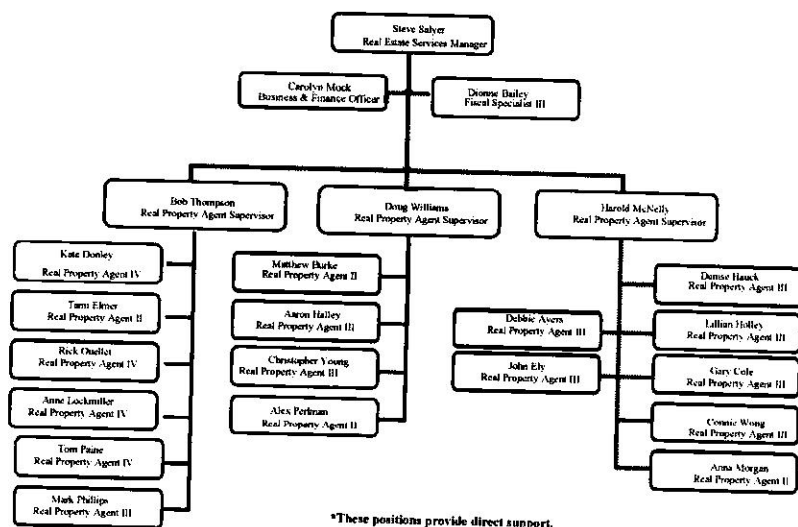 Steve Salyer
Real Estate Services Manager
Carolyn Mock
Business & Finance Officer
Dionne Bailey
Fiscal Specialist III
Bob Thompson
Real Property Agent Supervisor
Doug Williams
Real Property Agent Supervisor
Harold McNelly
Real Property Agent Supervisor
Kate Donley
Real Property Agent IV
Tami Elmer
Real Property Agent II
Rick Ouellet
Real Property Agent IV
Anne Lockmiller
Real Property Agent IV
Tom Paine
Real Property Agent IV
Mark Phillips
Real Property Agent III
Matthew Burke
Real Property Agent II
Aaron Halley
Real Property Agent III
Christopher Young
Real Property Agent III
Alex Perlman
Real Property Agent II
Debbie Ayers
Real Property Agent III
John Ely
Real Property Agent III
Denise Hauck
Real Property Agent III
Lillian Holley
Real Property Agent III
Gary Cole
Real Property Agent III
Connie Wong
Real Property Agent III
Anna Morgan
Real Property Agent II
*These positions provide direct support.